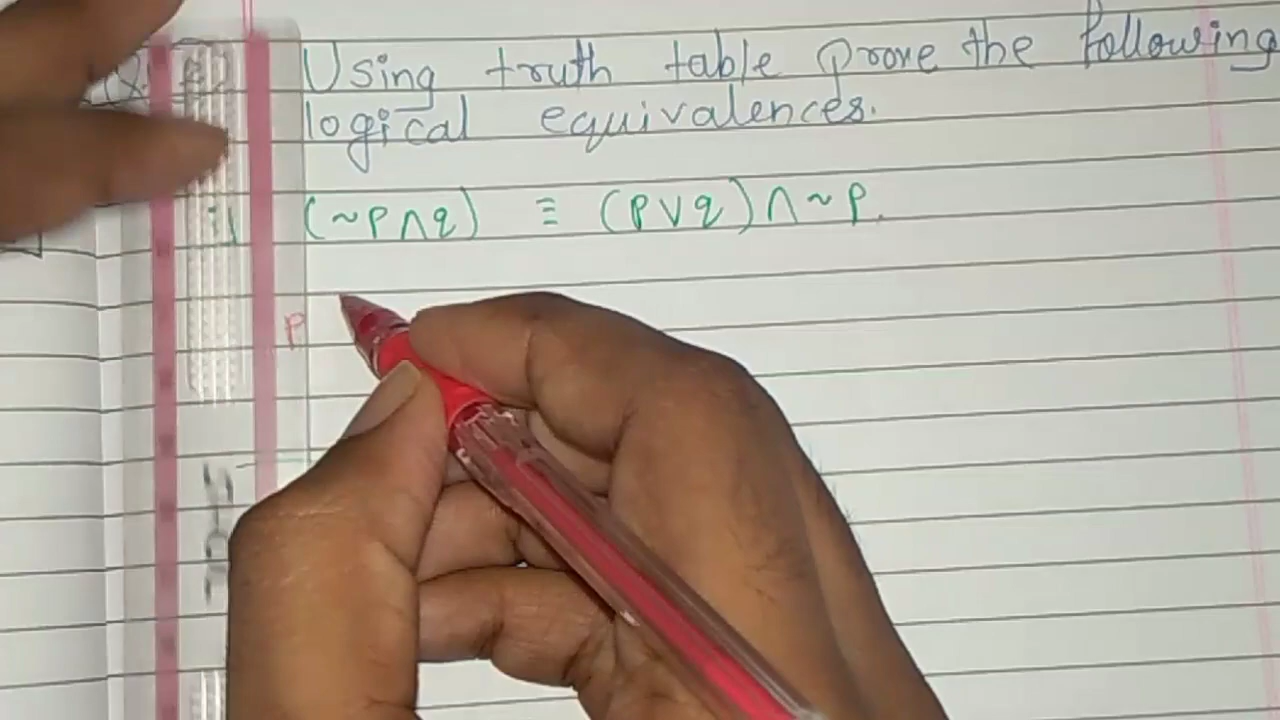 Using truth table prove the following
logical equivalences.
i) (~p∧q) ≡ (p∨q)∧~p.
p